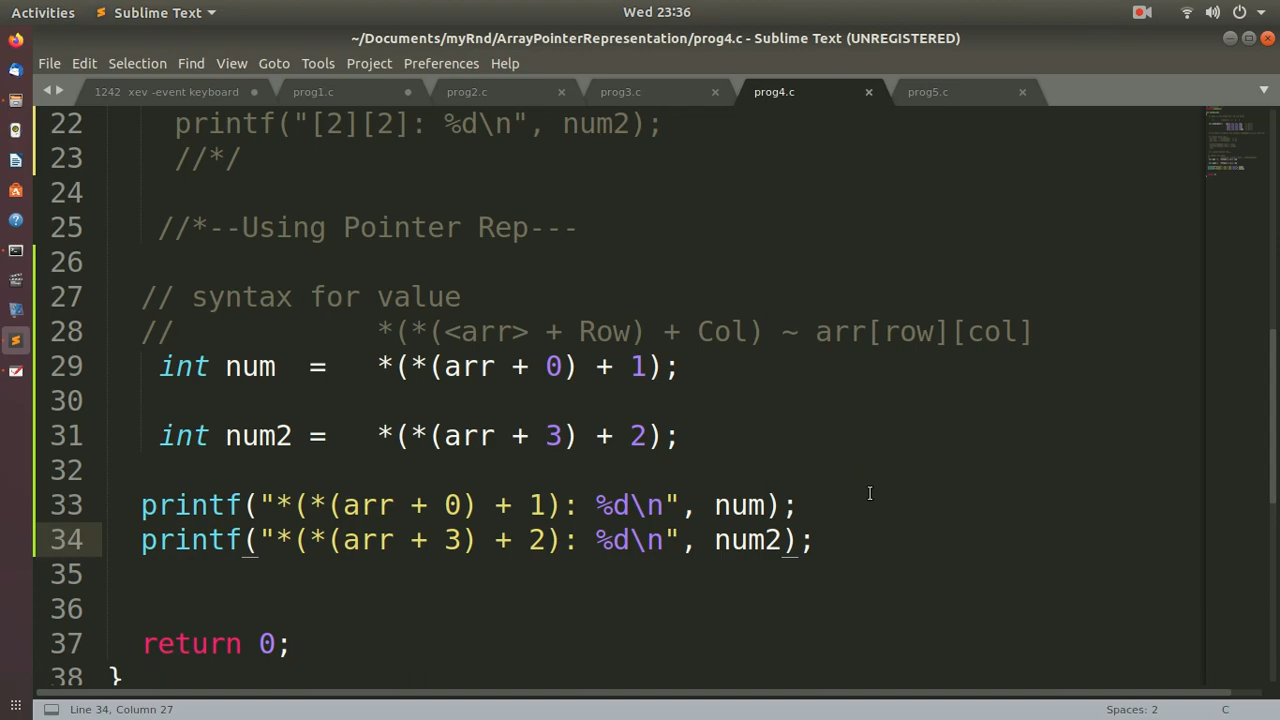 Activities Sublime Text Wed 23:36
~/Documents/myRnd/ArrayPointerRepresentation/prog4.c - Sublime Text (UNREGISTERED)
File Edit Selection Find View Goto Tools Project Preferences Help
1242 xev -event keyboard prog1.c prog2.c prog3.c prog4.c prog5.c
22 printf("[2][2]: %d\n", num2);
23 //*/
24
25 //*--Using Pointer Rep---
26
27 // syntax for value
28 // *(*(<arr> + Row) + Col) ~ arr[row][col]
29 int num = *(*(arr + 0) + 1);
30
31 int num2 = *(*(arr + 3) + 2);
32
33 printf("*(*(arr + 0) + 1): %d\n", num);
34 printf("*(*(arr + 3) + 2): %d\n", num2);
35
36
37 return 0;
38 }
Line 34, Column 27 Spaces: 2 C